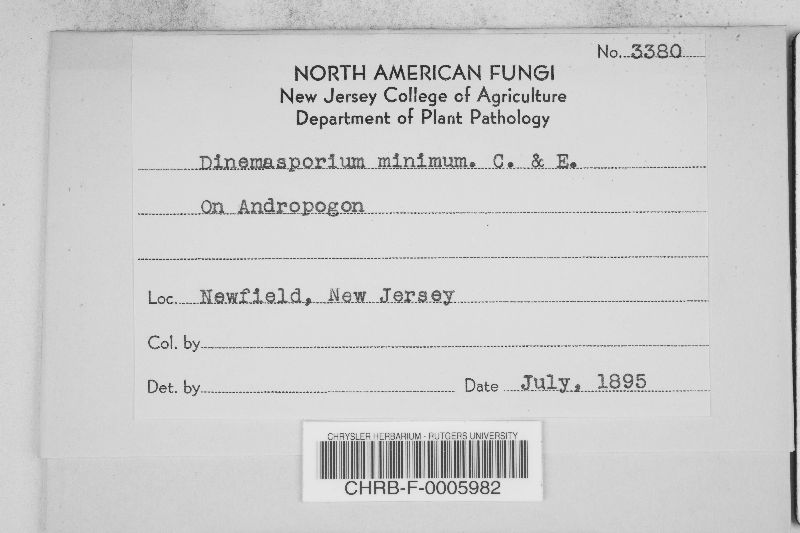 No. 3380
NORTH AMERICAN FUNGI
New Jersey College of Agriculture
Department of Plant Pathology
Dinemasporium minimum. C. & E.
On Andropogon
Loc. Newfield, New Jersey
Col. by
Det. by Date July, 1895
CHRYSLER HERBARIUM - RUTGERS UNIVERSITY
CHRB-F-0005982